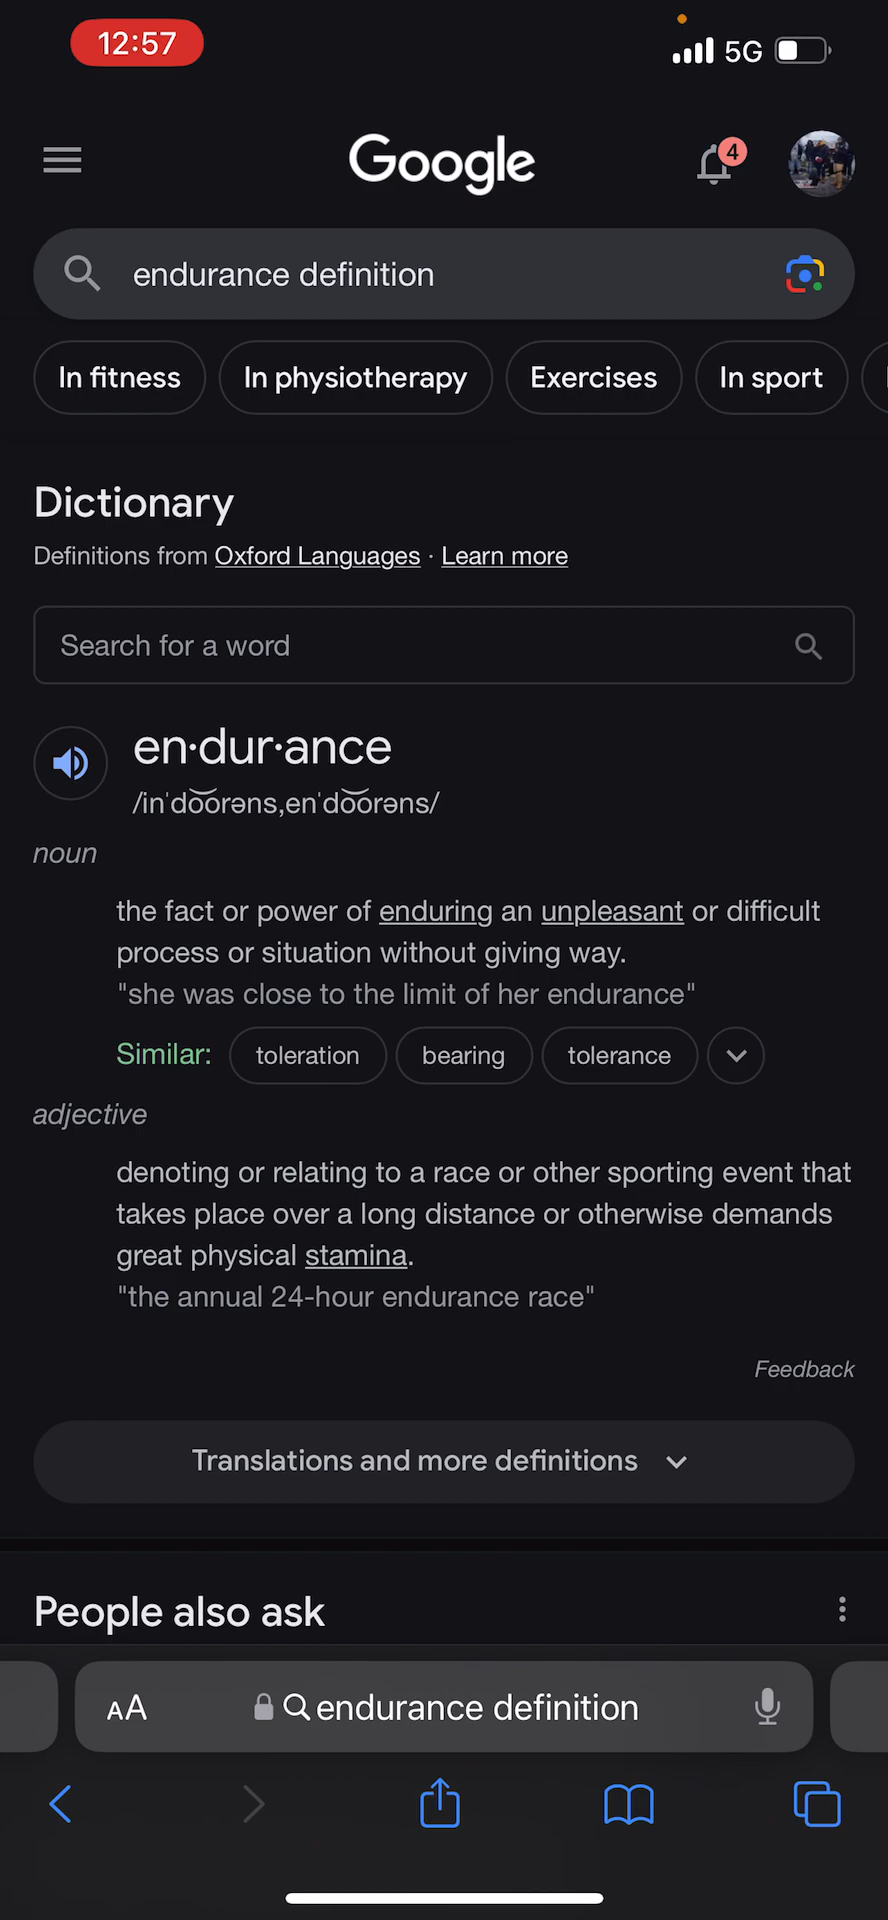 12:57
5G
Google
4
endurance definition
In fitness
In physiotherapy
Exercises
In sport
Dictionary
Definitions from Oxford Languages · Learn more
Search for a word
en·dur·ance
/inˈdo͝orəns,enˈdo͝orəns/
noun
the fact or power of enduring an unpleasant or difficult
process or situation without giving way.
"she was close to the limit of her endurance"
Similar: toleration bearing tolerance
adjective
denoting or relating to a race or other sporting event that
takes place over a long distance or otherwise demands
great physical stamina.
"the annual 24-hour endurance race"
Feedback
Translations and more definitions
People also ask
AA
endurance definition